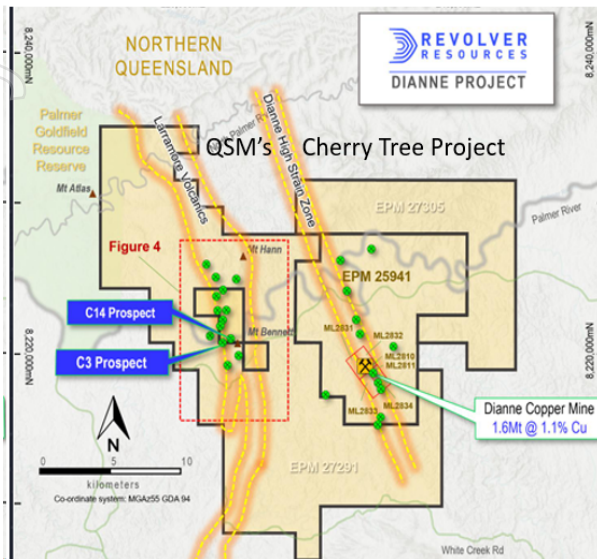 8,240,000mN
NORTHERN
QUEENSLAND
REVOLVER
RESOURCES
DIANNE PROJECT
8,240,000mN
Palmer
Goldfield
Resource
Reserve
Mt Atlas
Larramore Volcanics
Palmer R
Dianne High Strain Zone
QSM's Cherry Tree Project
EPM 27305
Palmer River
Figure 4
Mt Hann
EPM 25941
C14 Prospect
Mt Bennett
ML2831
ML2832
ML2810
ML2811
C3 Prospect
8,220,000mN
8,220,000mN
ML2833
ML2834
Dianne Copper Mine
1.6Mt @ 1.1% Cu
N
0 5 10
kilometers
Co-ordinate system: MGAz55 GDA 94
EPM 27291
White Creek Rd